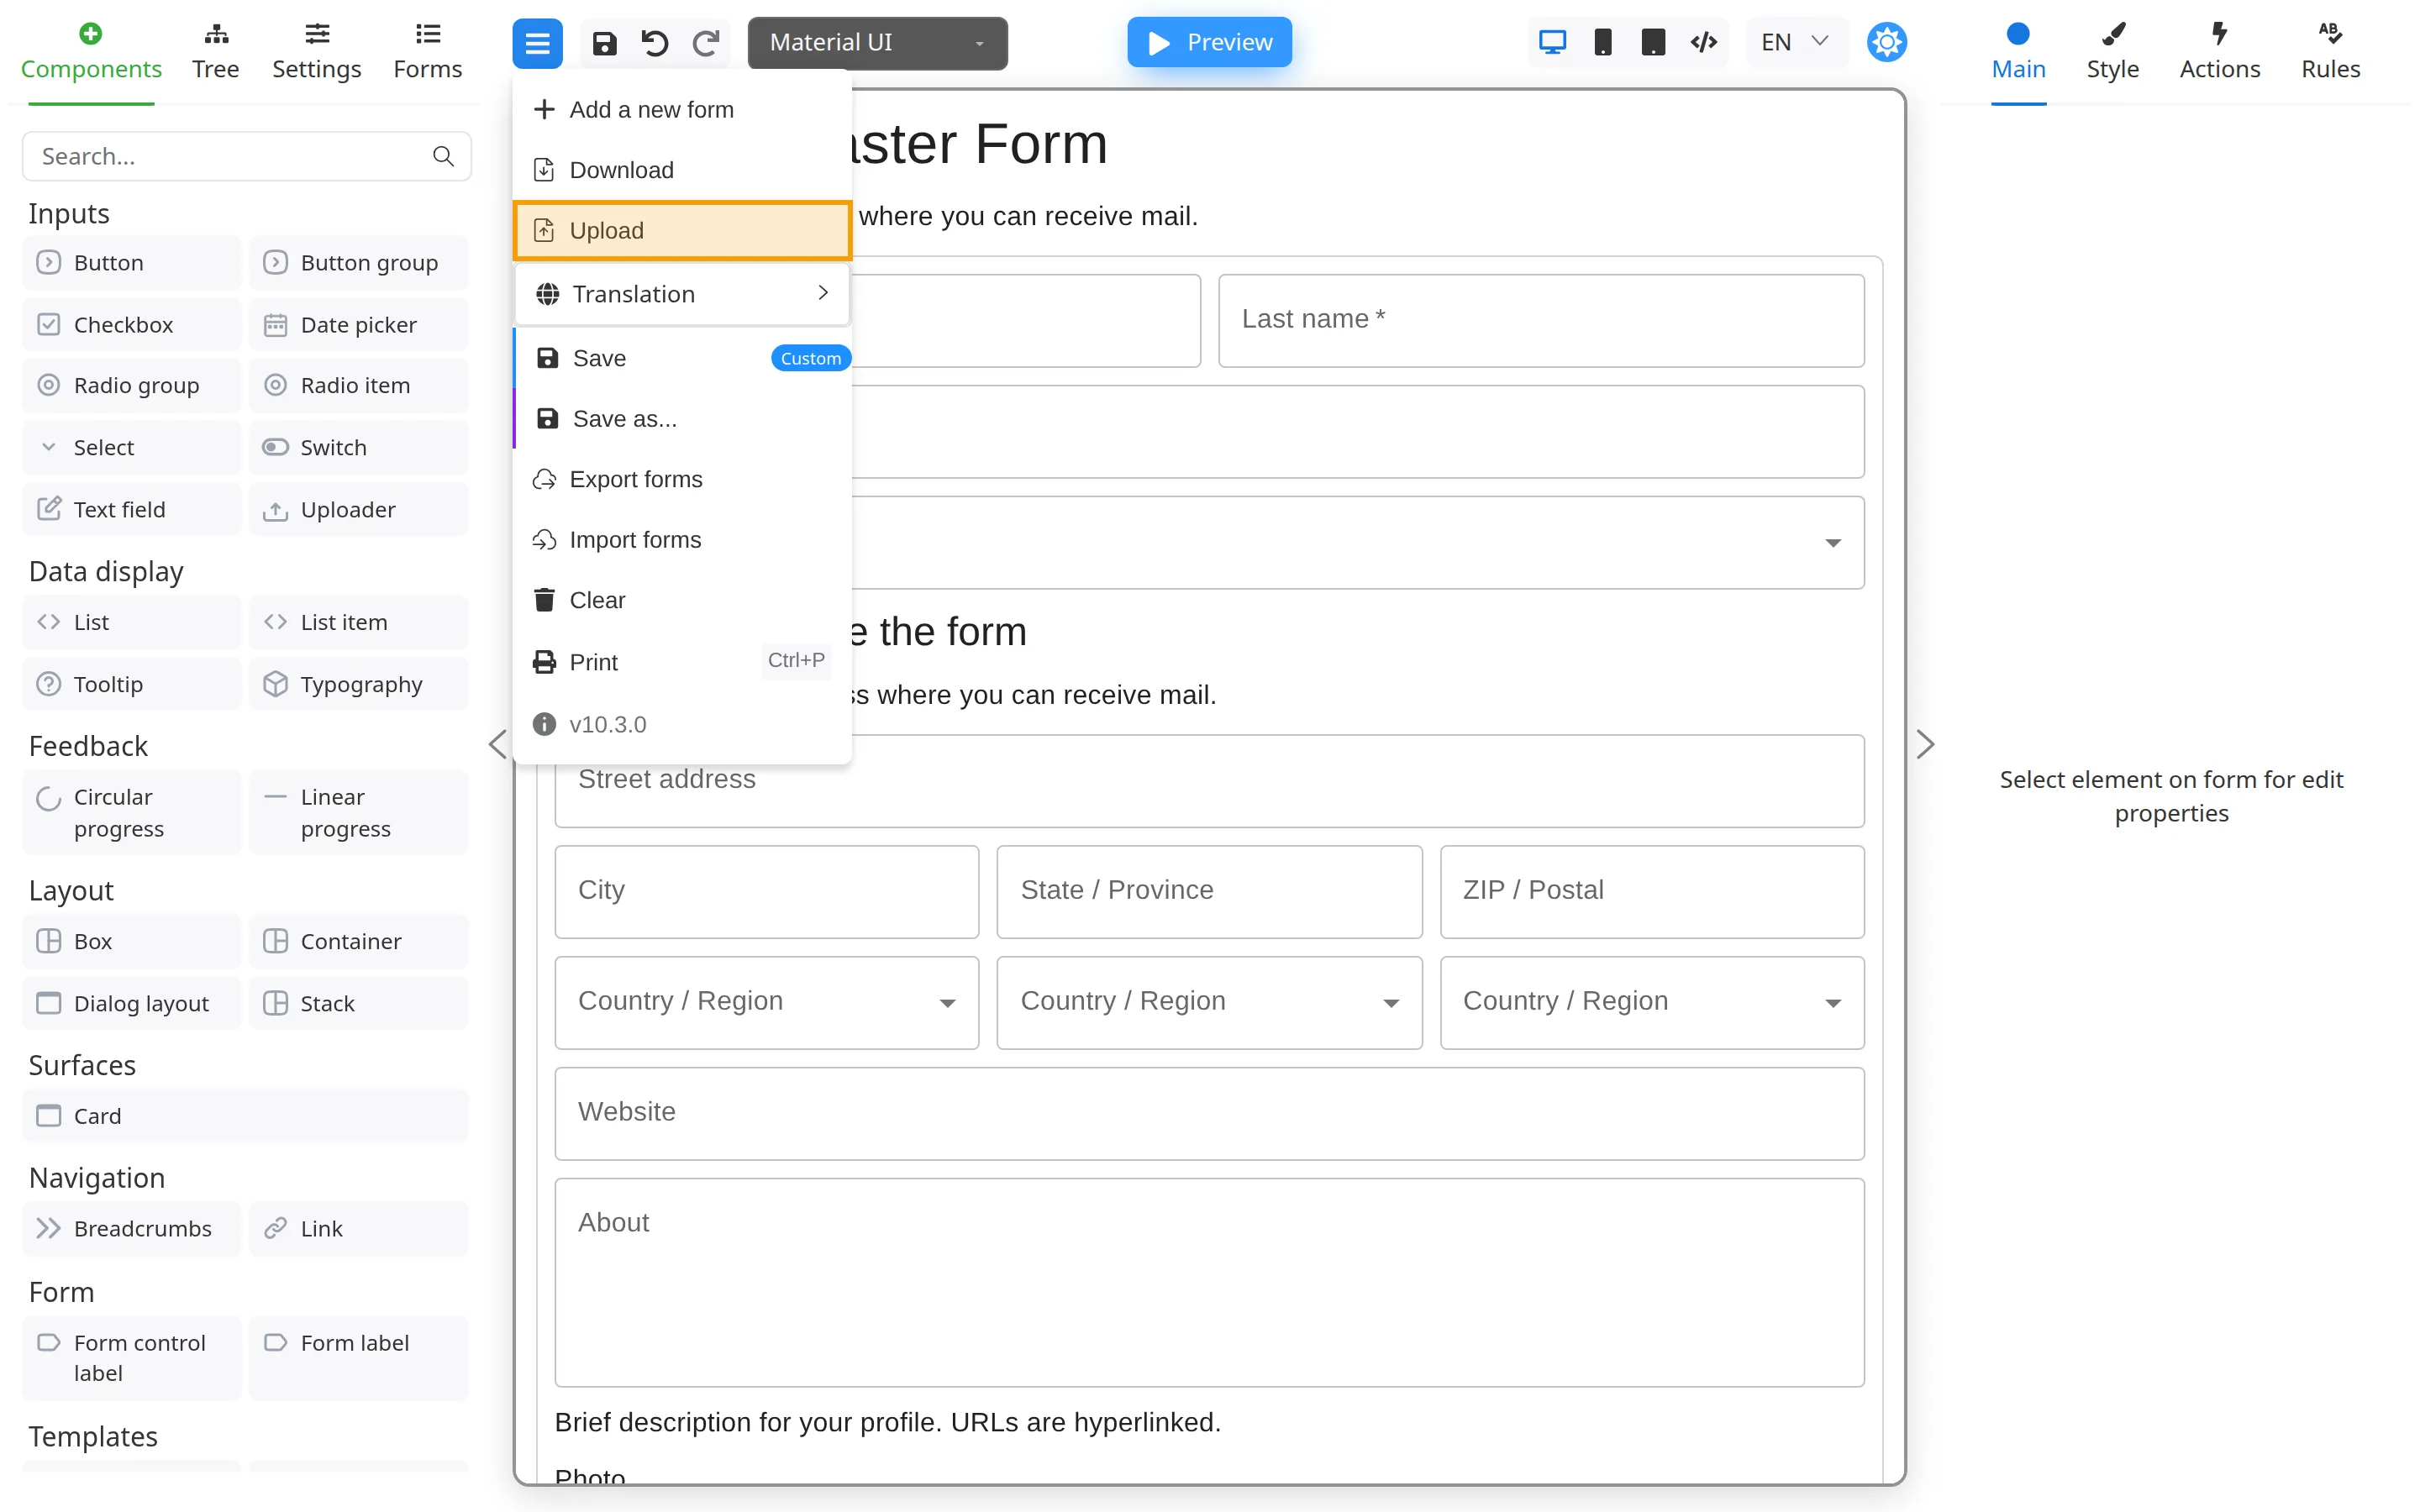 Components
Tree
Settings
Forms
Material UI
Preview
EN
Main
Style
Actions
Rules
Search...
Inputs
Button
Button group
Checkbox
Date picker
Radio group
Radio item
Select
Switch
Text field
Uploader
Data display
List
List item
Tooltip
Typography
Feedback
Circular
progress
Linear
progress
Layout
Box
Container
Dialog layout
Stack
Surfaces
Card
Navigation
Breadcrumbs
Link
Form
Form control
label
Form label
Templates
Add a new form
Download
Upload
Translation
Save
Custom
Save as...
Export forms
Import forms
Clear
Print
Ctrl+P
v10.3.0
aster Form
where you can receive mail.
Last name *
e the form
ss where you can receive mail.
Street address
City
State / Province
ZIP / Postal
Country / Region
Country / Region
Country / Region
Website
About
Brief description for your profile. URLs are hyperlinked.
Photo
Select element on form for edit
properties